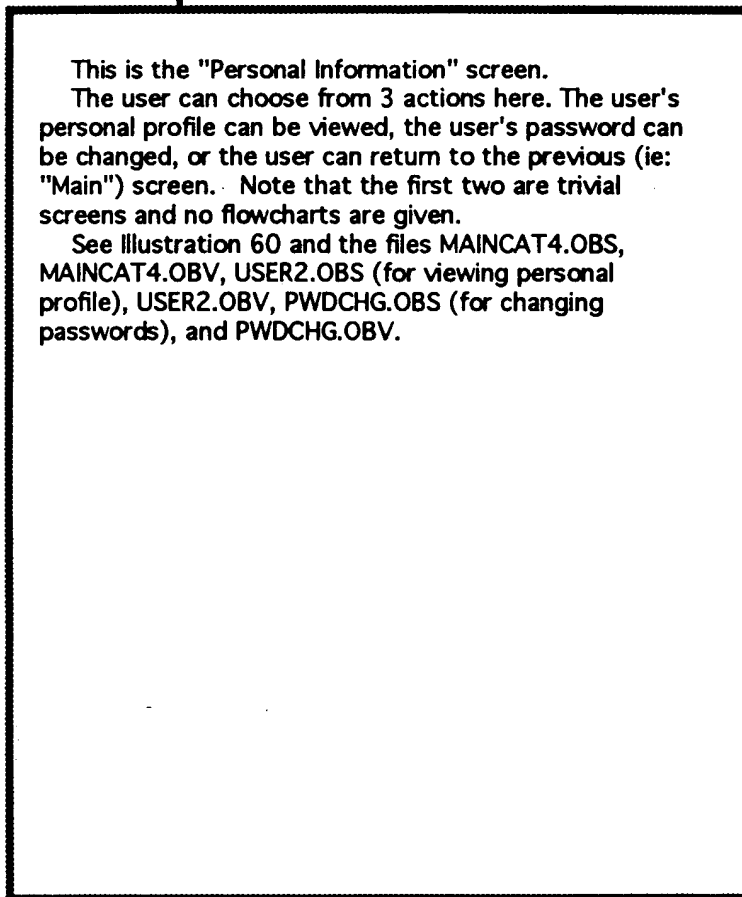 This is the "Personal Information" screen.
The user can choose from 3 actions here. The user's
personal profile can be viewed, the user's password can
be changed, or the user can return to the previous (ie:
"Main") screen. Note that the first two are trivial
screens and no flowcharts are given.
See Illustration 60 and the files MAINCAT4.OBS,
MAINCAT4.OBV, USER2.OBS (for viewing personal
profile), USER2.OBV, PWDCHG.OBS (for changing
passwords), and PWDCHG.OBV.